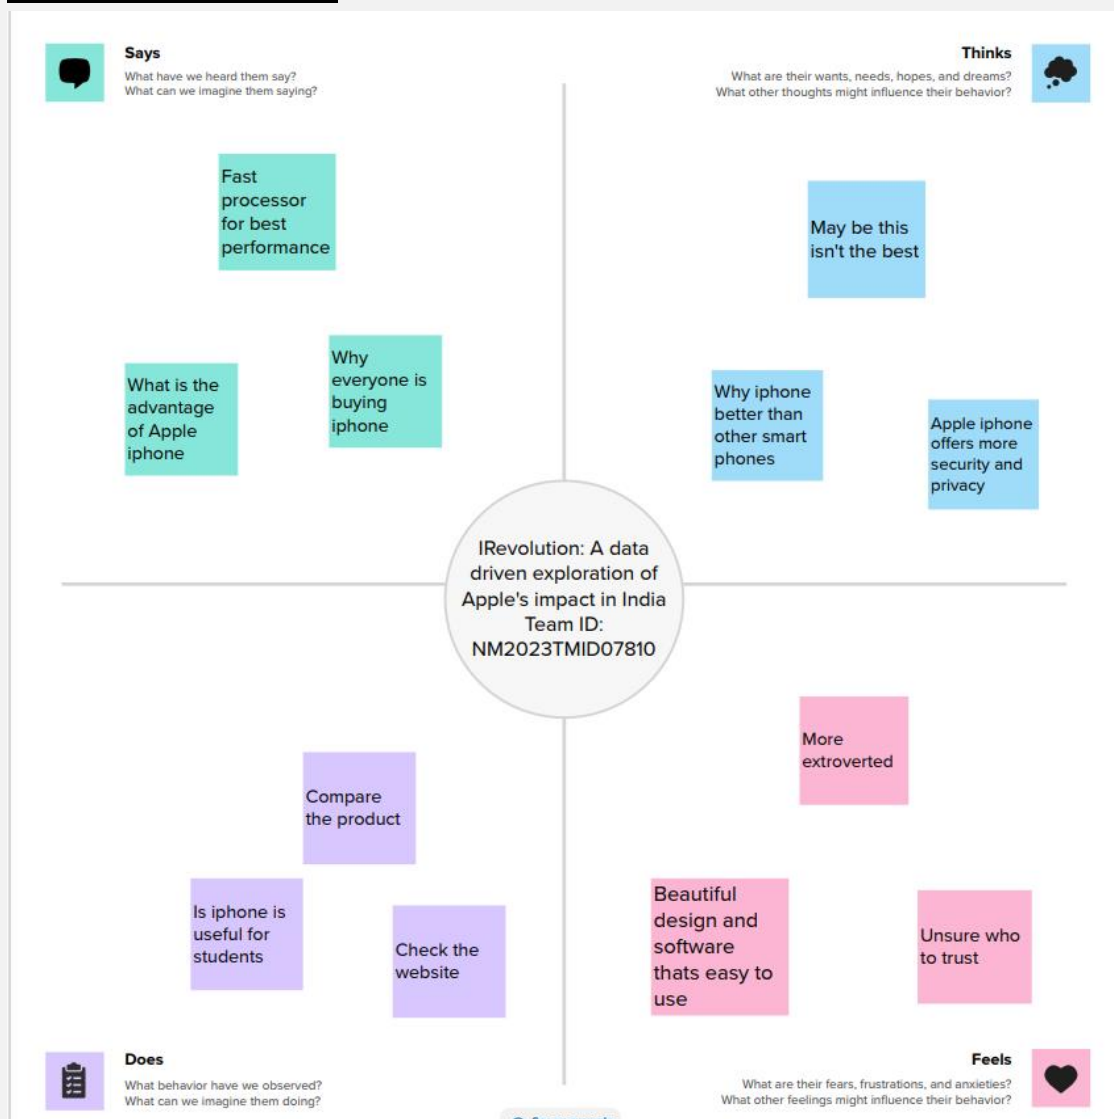 Says
What have we heard them say?
What can we imagine them saying?
Thinks
What are their wants, needs, hopes, and dreams?
What other thoughts might influence their behavior?
Fast
processor
for best
performance
What is the
advantage
of Apple
iphone
Why
everyone is
buying
iphone
May be this
isn't the best
Why iphone
better than
other smart
phones
Apple iphone
offers more
security and
privacy
IRevolution: A data
driven exploration of
Apple's impact in India
Team ID:
NM2023TMID07810
Compare
the product
Is iphone is
useful for
students
Check the
website
More
extroverted
Beautiful
design and
software
thats easy to
use
Unsure who
to trust
Does
What behavior have we observed?
What can we imagine them doing?
Feels
What are their fears, frustrations, and anxieties?
What other feelings might influence their behavior?